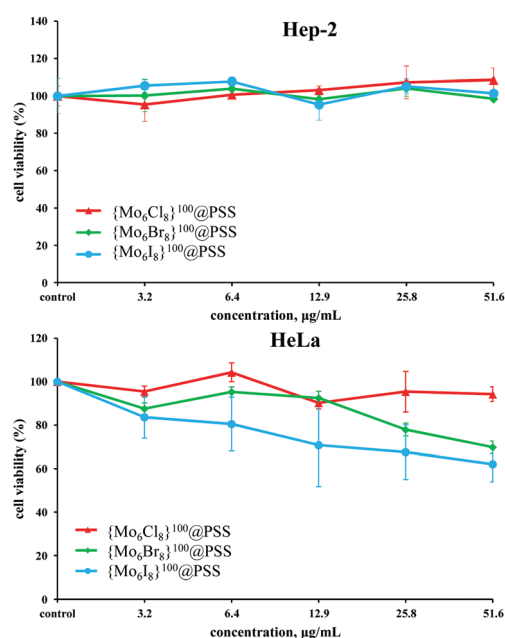 Hep-2
140
120
100
80
60
40
20
0
cell viability (%)
{Mo₆Cl₈}¹⁰⁰@PSS
{Mo₆Br₈}¹⁰⁰@PSS
{Mo₆I₈}¹⁰⁰@PSS
control 3.2 6.4 12.9 25.8 51.6
concentration, μg/mL
HeLa
120
100
80
60
40
20
0
cell viability (%)
{Mo₆Cl₈}¹⁰⁰@PSS
{Mo₆Br₈}¹⁰⁰@PSS
{Mo₆I₈}¹⁰⁰@PSS
control 3.2 6.4 12.9 25.8 51.6
concentration, μg/mL